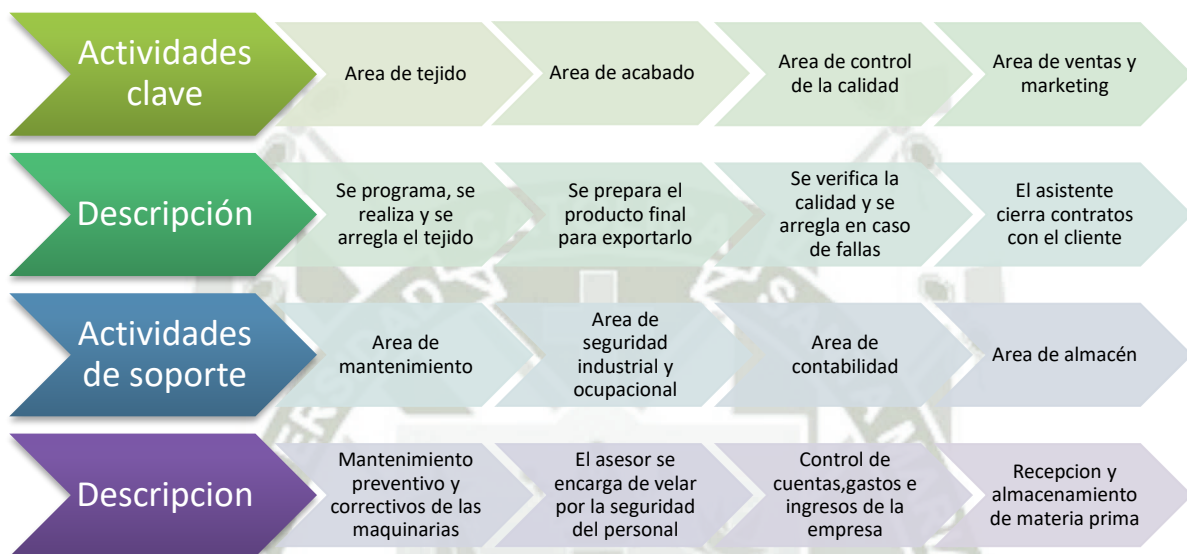 Actividades
clave
Area de tejido
Area de acabado
Area de control
de la calidad
Area de ventas y
marketing
Descripción
Se programa, se
realiza y se
arregla el tejido
Se prepara el
producto final
para exportarlo
Se verifica la
calidad y se
arregla en caso
de fallas
El asistente
cierra contratos
con el cliente
Actividades
de soporte
Area de
mantenimiento
Area de
seguridad
industrial y
ocupacional
Area de
contabilidad
Area de almacén
Descripcion
Mantenimiento
preventivo y
correctivos de las
maquinarias
El asesor se
encarga de velar
por la seguridad
del personal
Control de
cuentas,gastos e
ingresos de la
empresa
Recepcion y
almacenamiento
de materia prima